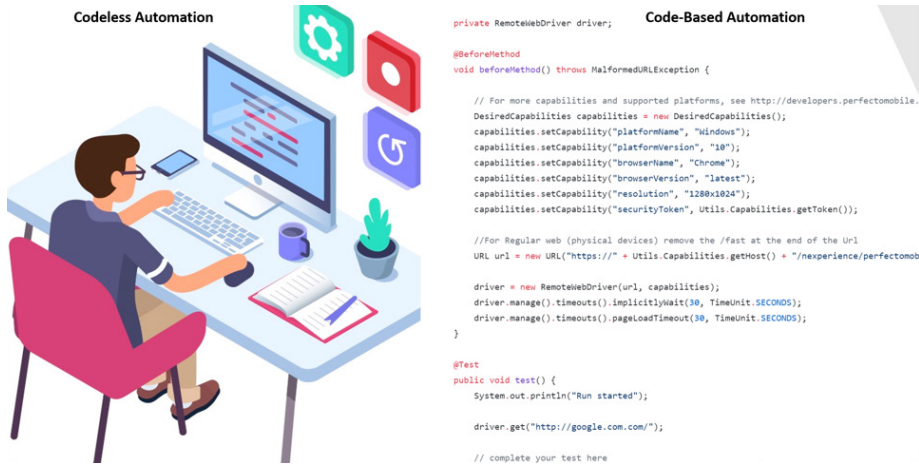 Codeless Automation
Code-Based Automation
private RemoteWebDriver driver;
@BeforeMethod
void beforeMethod() throws MalformedURLException {
// For more capabilities and supported platforms, see http://developers.perfectomobile.
DesiredCapabilities capabilities = new DesiredCapabilities();
capabilities.setCapability("platformName", "Windows");
capabilities.setCapability("platformVersion", "10");
capabilities.setCapability("browserName", "Chrome");
capabilities.setCapability("browserVersion", "latest");
capabilities.setCapability("resolution", "1280x1024");
capabilities.setCapability("securityToken", Utils.Capabilities.getToken());
//For Regular web (physical devices) remove the /fast at the end of the Url
URL url = new URL("https://" + Utils.Capabilities.getHost() + "/nexperience/perfectomob
driver = new RemoteWebDriver(url, capabilities);
driver.manage().timeouts().implicitlyWait(30, TimeUnit.SECONDS);
driver.manage().timeouts().pageLoadTimeout(30, TimeUnit.SECONDS);
}
@Test
public void test() {
System.out.println("Run started");
driver.get("http://google.com.com/");
// complete your test here